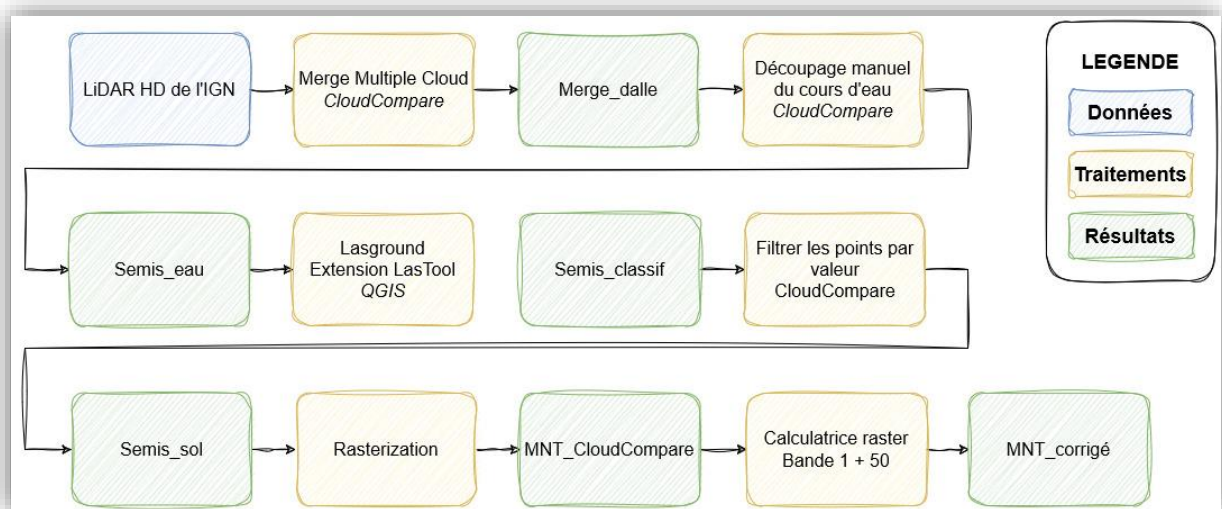 LiDAR HD de l'IGN
Merge Multiple Cloud
CloudCompare
Merge_dalle
Découpage manuel
du cours d'eau
CloudCompare
LEGENDE
Données
Traitements
Résultats
Semis_eau
Lasground
Extension LasTool
QGIS
Semis_classif
Filtrer les points par
valeur
CloudCompare
Semis_sol
Rasterization
MNT_CloudCompare
Calculatrice raster
Bande 1 + 50
MNT_corrigé